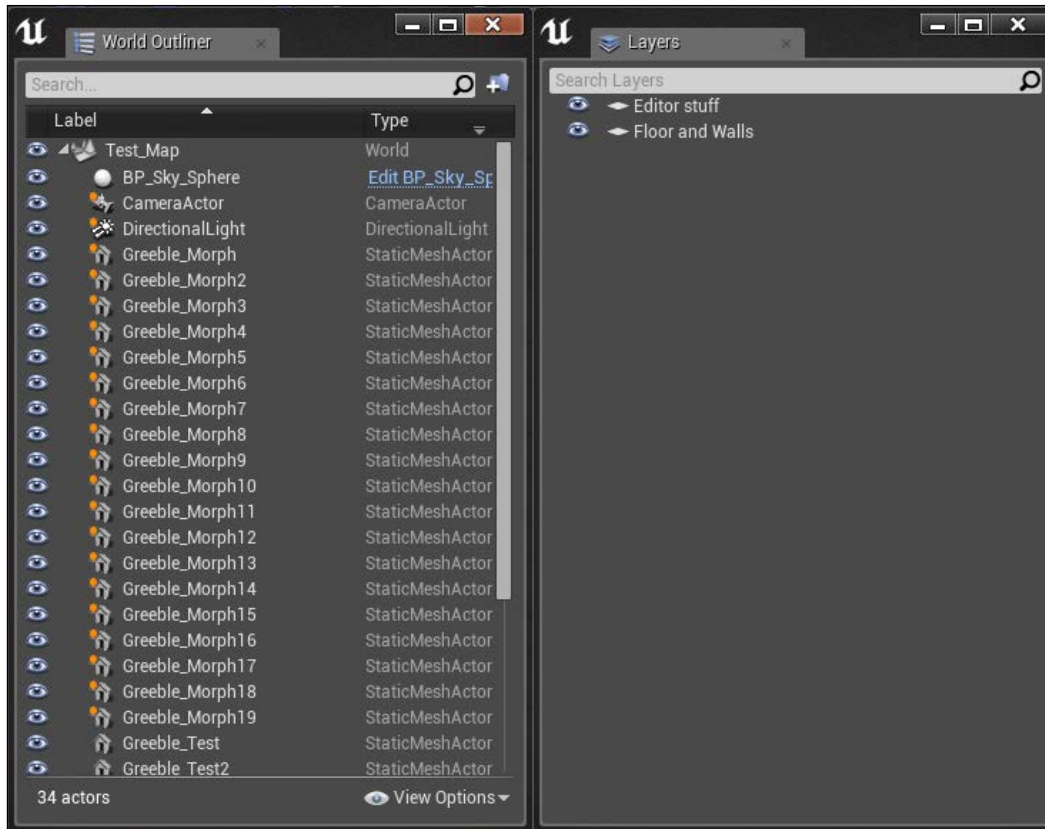 World Outliner
Search...
Label Type
Test_Map World
BP_Sky_Sphere Edit BP_Sky_Sp
CameraActor CameraActor
DirectionalLight DirectionalLight
Greeble_Morph StaticMeshActor
Greeble_Morph2 StaticMeshActor
Greeble_Morph3 StaticMeshActor
Greeble_Morph4 StaticMeshActor
Greeble_Morph5 StaticMeshActor
Greeble_Morph6 StaticMeshActor
Greeble_Morph7 StaticMeshActor
Greeble_Morph8 StaticMeshActor
Greeble_Morph9 StaticMeshActor
Greeble_Morph10 StaticMeshActor
Greeble_Morph11 StaticMeshActor
Greeble_Morph12 StaticMeshActor
Greeble_Morph13 StaticMeshActor
Greeble_Morph14 StaticMeshActor
Greeble_Morph15 StaticMeshActor
Greeble_Morph16 StaticMeshActor
Greeble_Morph17 StaticMeshActor
Greeble_Morph18 StaticMeshActor
Greeble_Morph19 StaticMeshActor
Greeble_Test StaticMeshActor
Greeble_Test2 StaticMeshActor
34 actors View Options
Layers
Search Layers
Editor stuff
Floor and Walls